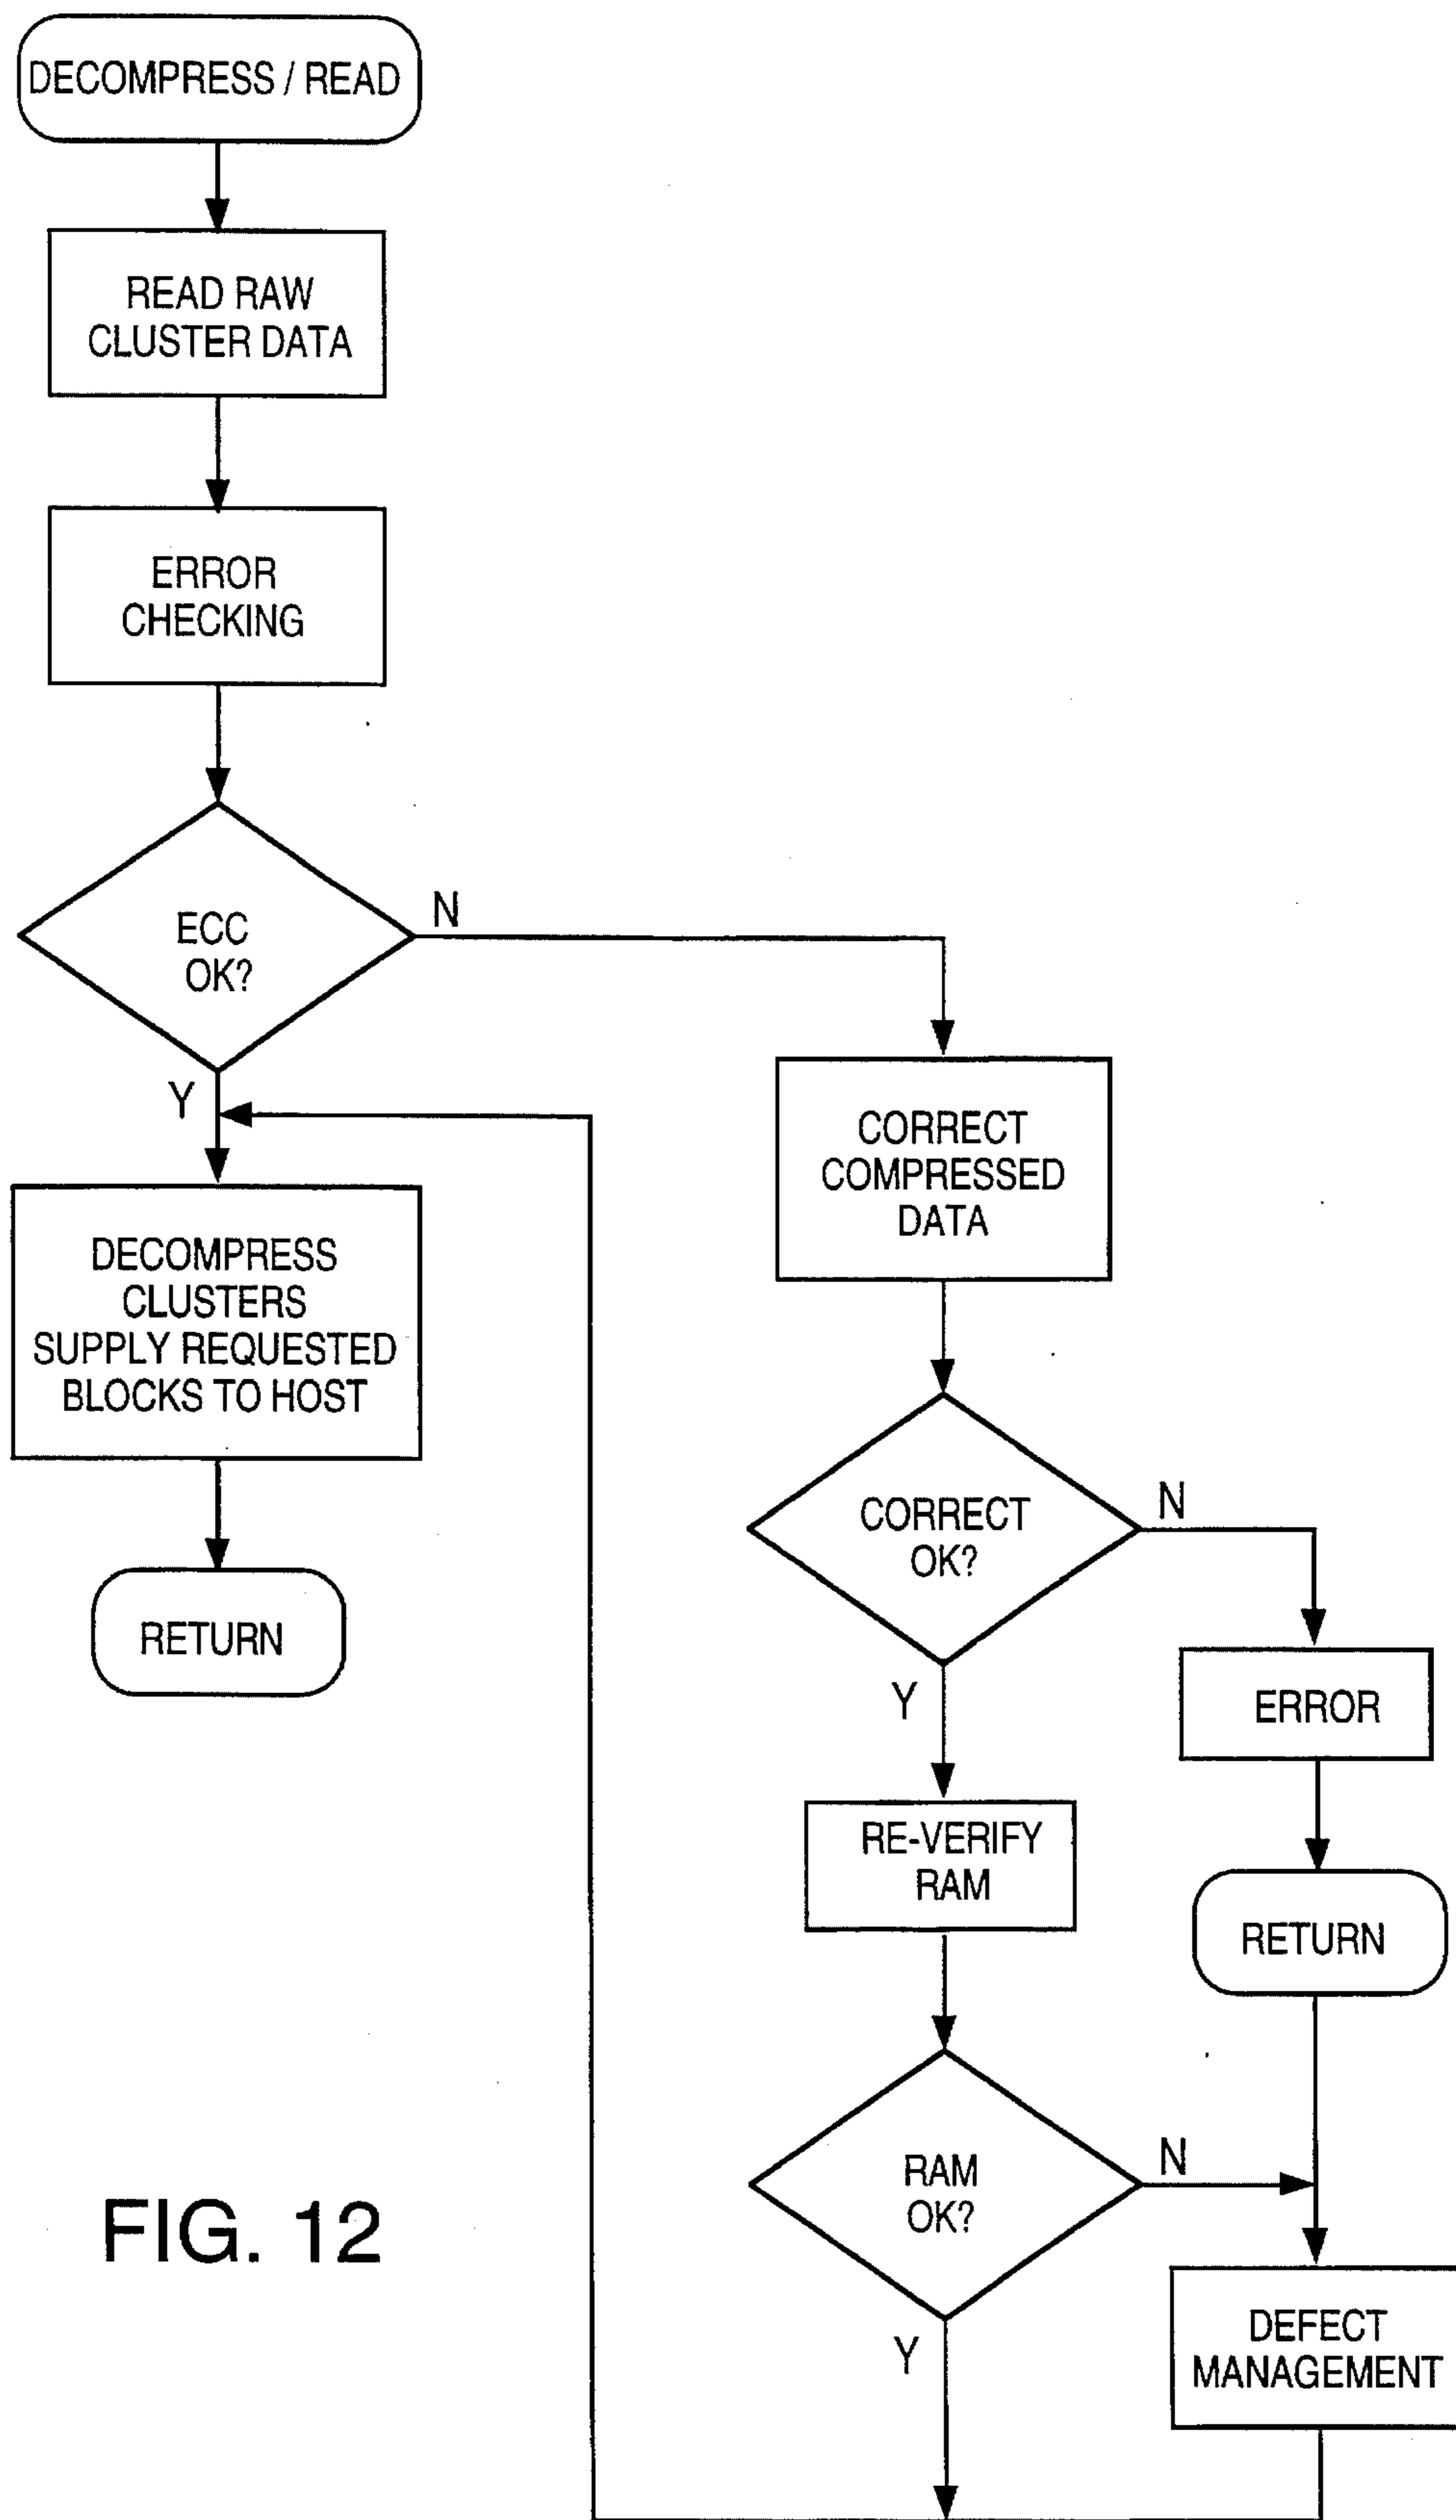 DECOMPRESS / READ
READ RAW
CLUSTER DATA
ERROR
CHECKING
ECC
OK?
N
Y
DECOMPRESS
CLUSTERS
SUPPLY REQUESTED
BLOCKS TO HOST
RETURN
CORRECT
COMPRESSED
DATA
CORRECT
OK?
N
Y
ERROR
RETURN
RE-VERIFY
RAM
RAM
OK?
N
Y
DEFECT
MANAGEMENT
FIG. 12